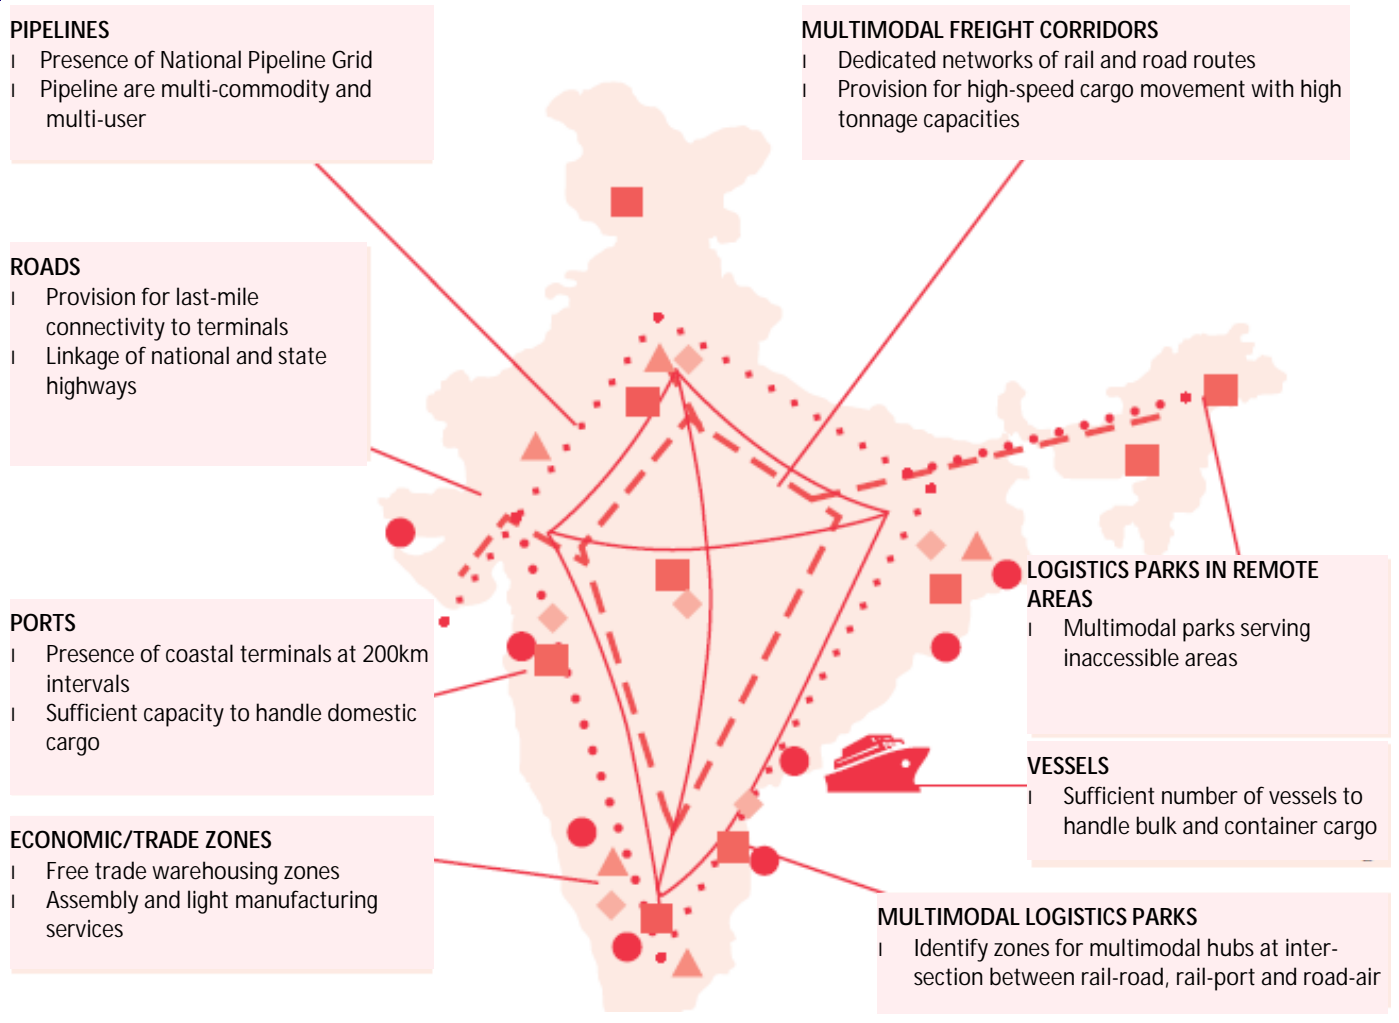 PIPELINES
l Presence of National Pipeline Grid
l Pipeline are multi-commodity and
multi-user
MULTIMODAL FREIGHT CORRIDORS
l Dedicated networks of rail and road routes
l Provision for high-speed cargo movement with high
tonnage capacities
ROADS
l Provision for last-mile
connectivity to terminals
l Linkage of national and state
highways
PORTS
l Presence of coastal terminals at 200km
intervals
l Sufficient capacity to handle domestic
cargo
ECONOMIC/TRADE ZONES
l Free trade warehousing zones
l Assembly and light manufacturing
services
LOGISTICS PARKS IN REMOTE
AREAS
l Multimodal parks serving
inaccessible areas
VESSELS
l Sufficient number of vessels to
handle bulk and container cargo
MULTIMODAL LOGISTICS PARKS
l Identify zones for multimodal hubs at inter-
section between rail-road, rail-port and road-air